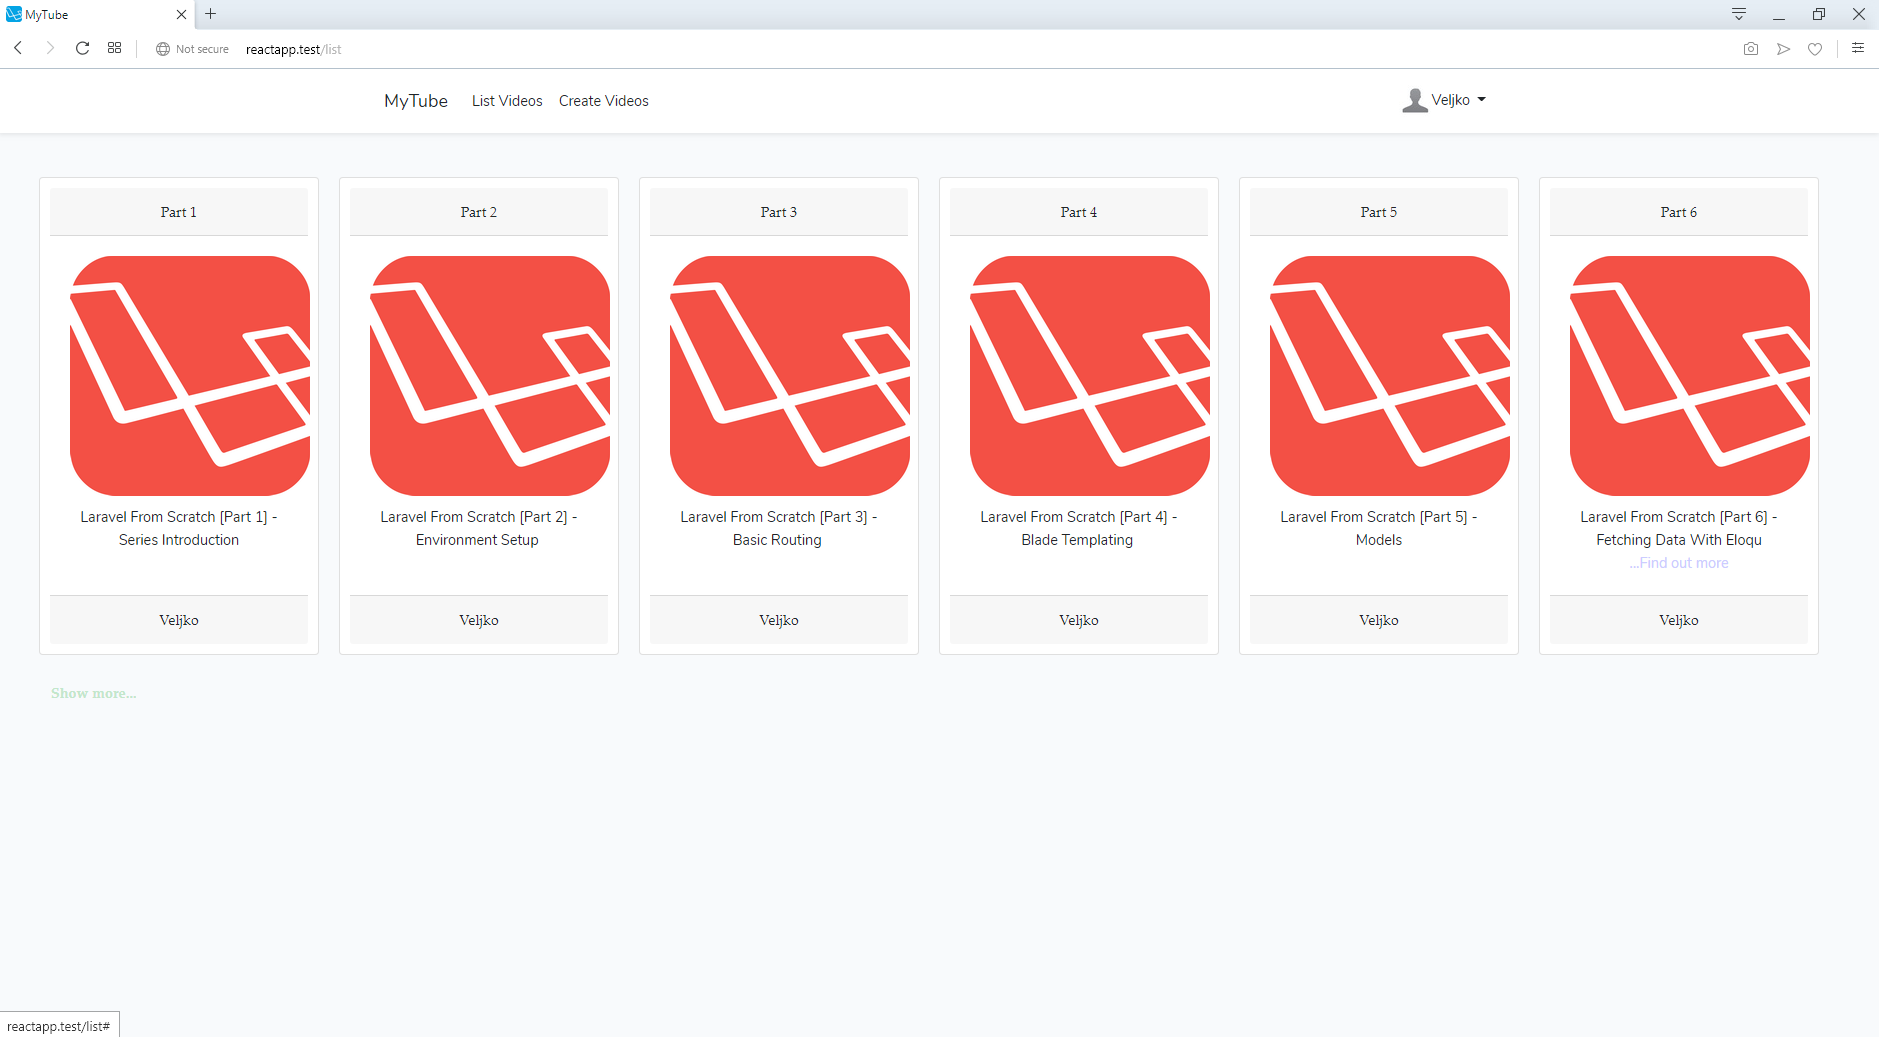 MyTube
Not secure reactapp.test/list
MyTube List Videos Create Videos Veljko
Part 1
Laravel From Scratch [Part 1] -
Series Introduction
Veljko
Part 2
Laravel From Scratch [Part 2] -
Environment Setup
Veljko
Part 3
Laravel From Scratch [Part 3] -
Basic Routing
Veljko
Part 4
Laravel From Scratch [Part 4] -
Blade Templating
Veljko
Part 5
Laravel From Scratch [Part 5] -
Models
Veljko
Part 6
Laravel From Scratch [Part 6] -
Fetching Data With Eloqu
...Find out more
Veljko
Show more...
reactapp.test/list#